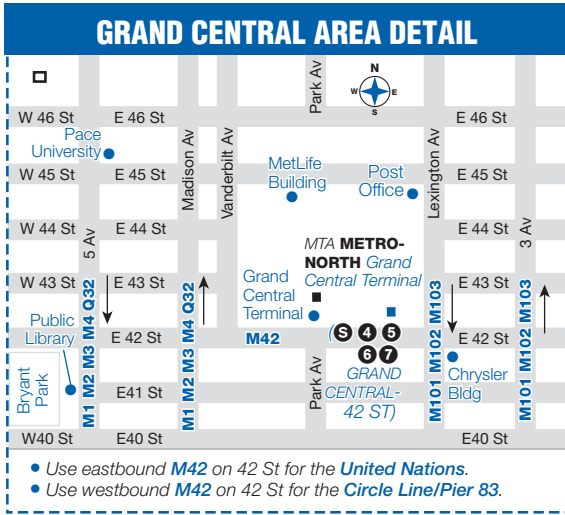 GRAND CENTRAL AREA DETAIL
Park Av
N
W E
S
W 46 St E 46 St E 46 St
Pace
University
Madison Av
Vanderbilt Av
Lexington Av
MetLife
Building
Post
Office
W 45 St E 45 St E 45 St
W 44 St E 44 St E 44 St
5 Av
3 Av
MTA METRO-
NORTH Grand
Central Terminal
W 43 St E 43 St E 43 St
Grand
Central
Terminal
M1 M2 M3 M4 Q32
M1 M2 M3 M4 Q32
M101 M102 M103
M101 M102 M103
Public
Library
E 42 St M42 E 42 St
(S 4 5
6 7
GRAND
CENTRAL-
42 ST)
Chrysler
Bldg
Bryant
Park
Park Av
E41 St E41 St
W40 St E40 St E40 St
• Use eastbound M42 on 42 St for the United Nations.
• Use westbound M42 on 42 St for the Circle Line/Pier 83.